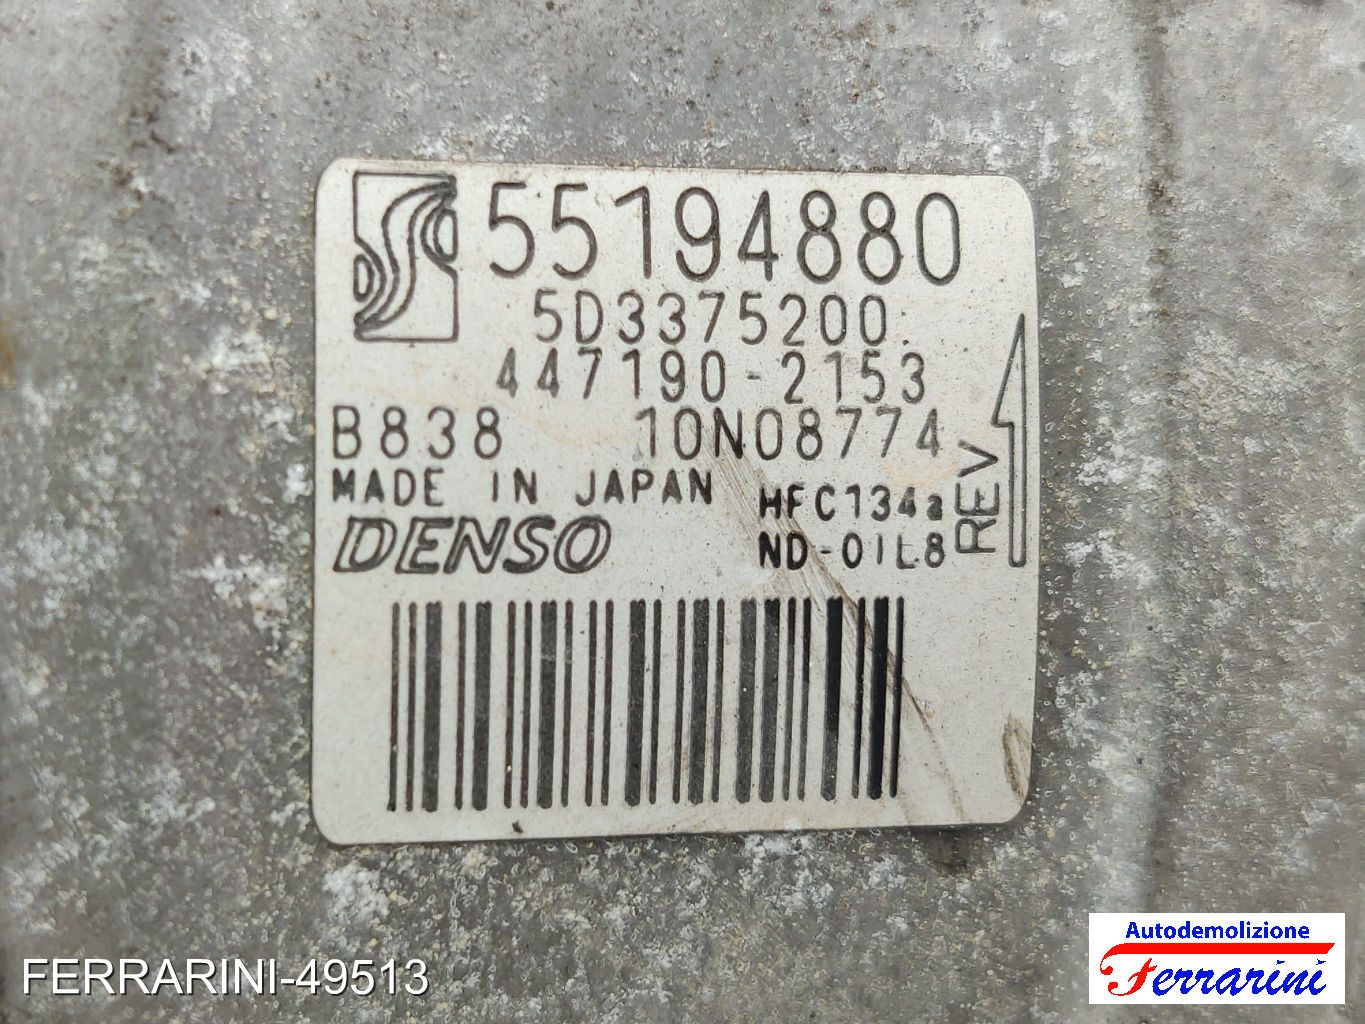 55194880
5D3375200
447190-2153
B838 10N08774
MADE IN JAPAN
HFC134a
DENSO
ND-OIL8
REV
FERRARINI-49513
Autodemolizione
Ferrarini